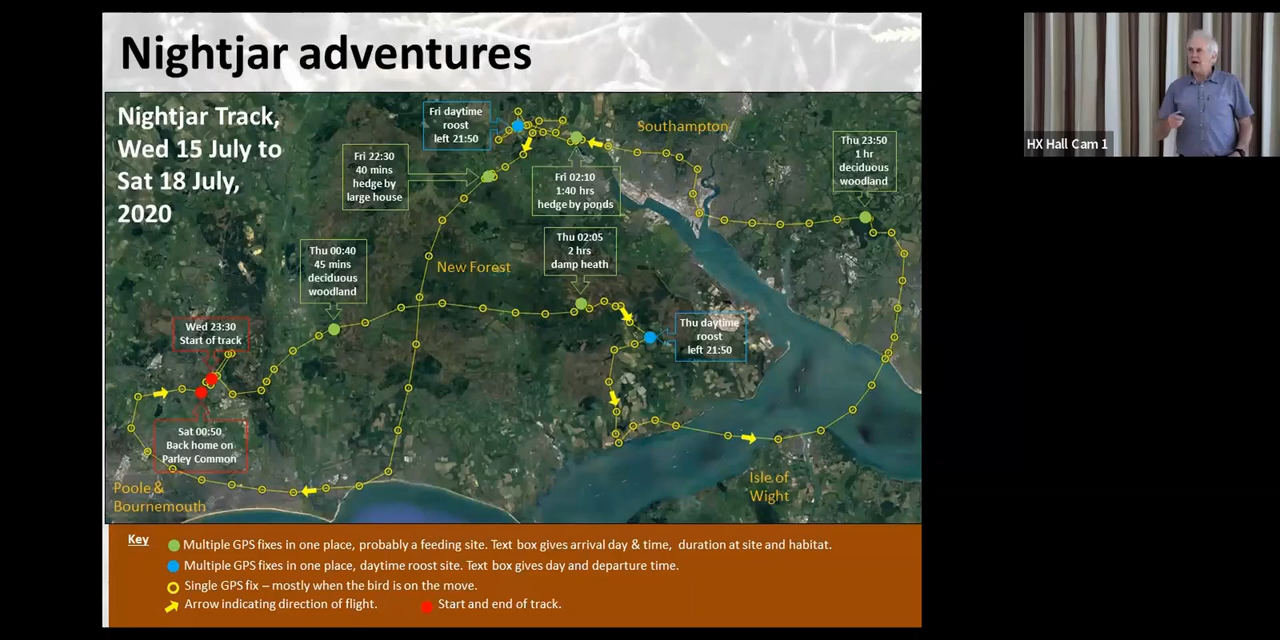 Nightjar adventures
Nightjar Track,
Wed 15 July to
Sat 18 July,
2020
Fri daytime
roost
left 21:50
Southampton
Thu 23:50
1 hr
deciduous
woodland
Fri 22:30
40 mins
hedge by
large house
Fri 02:10
1:40 hrs
hedge by ponds
Thu 00:40
45 mins
deciduous
woodland
New Forest
Thu 02:05
2 hrs
damp heath
Wed 23:30
Start of track
Thu daytime
roost
left 21:50
Sat 00:50
Back home on
Parley Common
Poole &
Bournemouth
Isle of
Wight
Key
Multiple GPS fixes in one place, probably a feeding site. Text box gives arrival day & time, duration at site and habitat.
Multiple GPS fixes in one place, daytime roost site. Text box gives day and departure time.
Single GPS fix – mostly when the bird is on the move.
Arrow indicating direction of flight.
Start and end of track.
HX Hall Cam 1